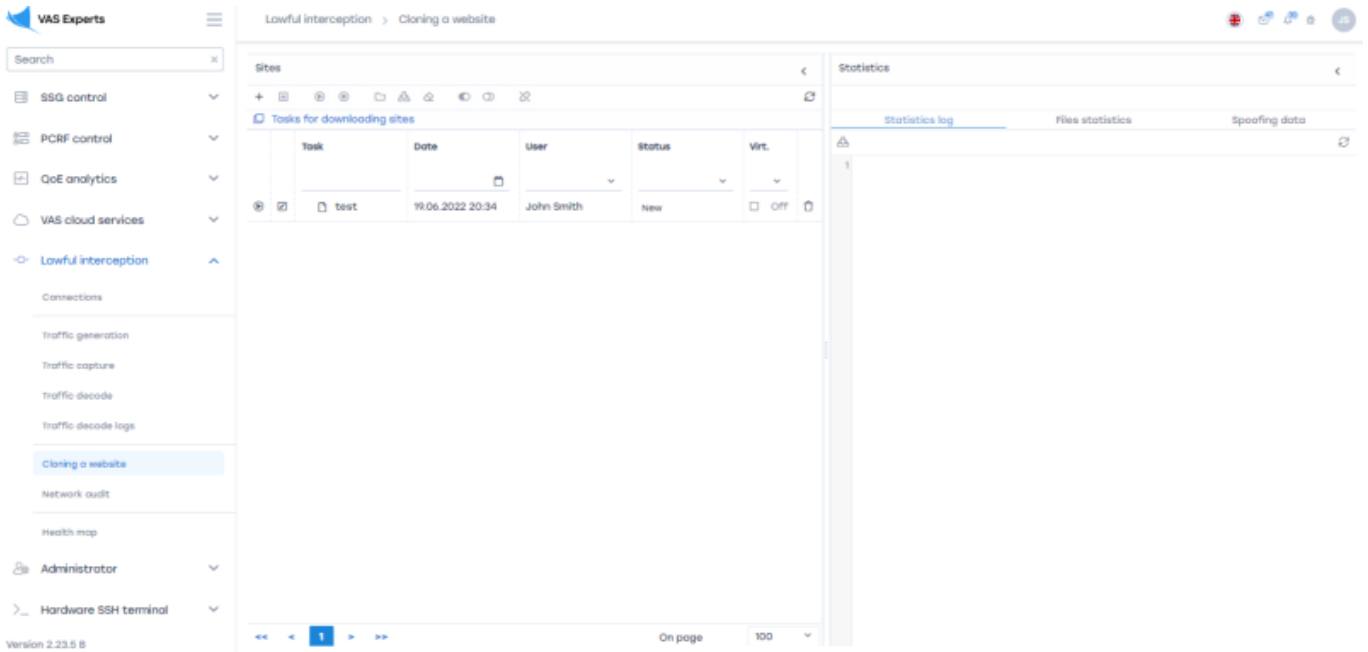 VAS Experts
Lawful interception > Cloning a website
JS
Search
SSG control
PCRF control
QoE analytics
VAS cloud services
Lawful interception
Connections
Traffic generation
Traffic capture
Traffic decode
Traffic decode logs
Cloning a website
Network audit
Health map
Administrator
Hardware SSH terminal
Version 2.23.5 B
Sites
Tasks for downloading sites
Task Date User Status Virt.
test 19.06.2022 20:34 John Smith New Off
<< < 1 > >> On page 100
Statistics
Statistics log Files statistics Spoofing data
1